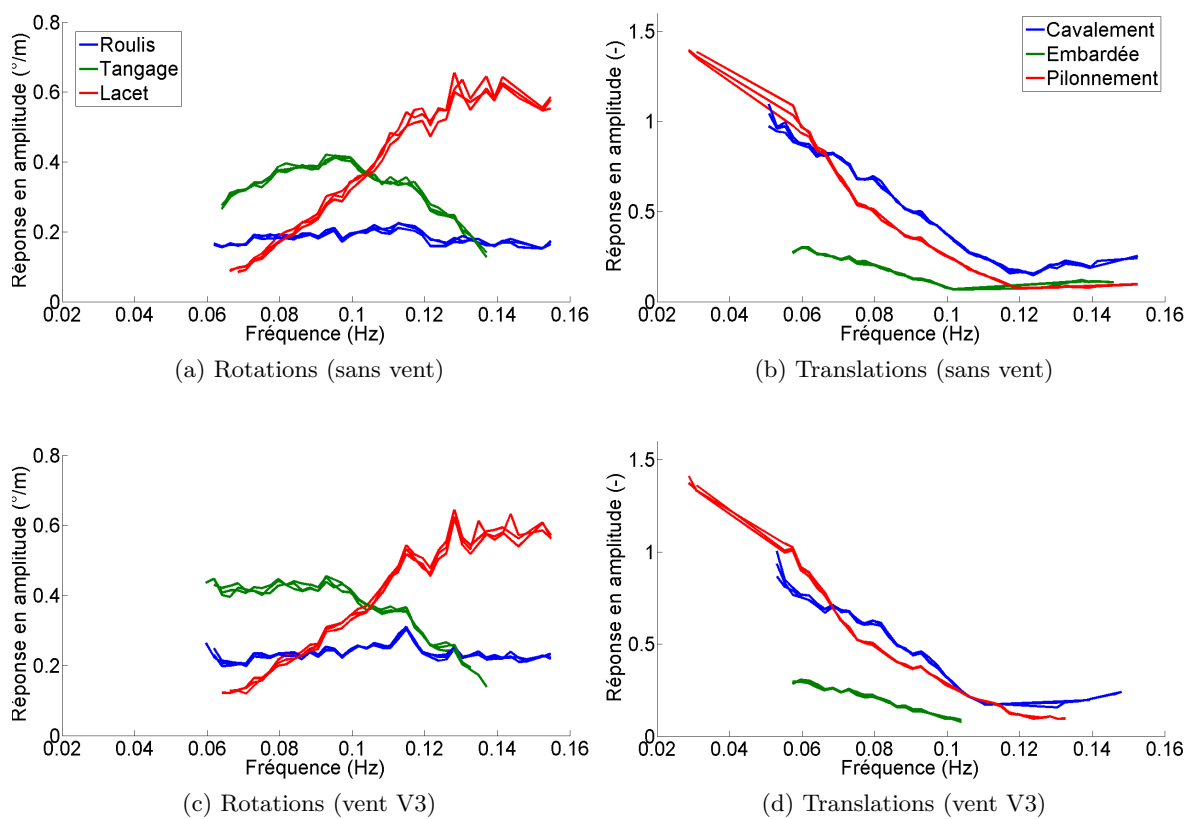 0.8
0.6
0.4
0.2
0
Réponse en amplitude (°/m)
Roulis
Tangage
Lacet
0.02 0.04 0.06 0.08 0.1 0.12 0.14 0.16
Fréquence (Hz)
(a) Rotations (sans vent)
1.5
1
0.5
0
Réponse en amplitude (-)
Cavalement
Embardée
Pilonnement
0.02 0.04 0.06 0.08 0.1 0.12 0.14 0.16
Fréquence (Hz)
(b) Translations (sans vent)
0.8
0.6
0.4
0.2
0
Réponse en amplitude (°/m)
0.02 0.04 0.06 0.08 0.1 0.12 0.14 0.16
Fréquence (Hz)
(c) Rotations (vent V3)
1.5
1
0.5
0
Réponse en amplitude (-)
0.02 0.04 0.06 0.08 0.1 0.12 0.14 0.16
Fréquence (Hz)
(d) Translations (vent V3)